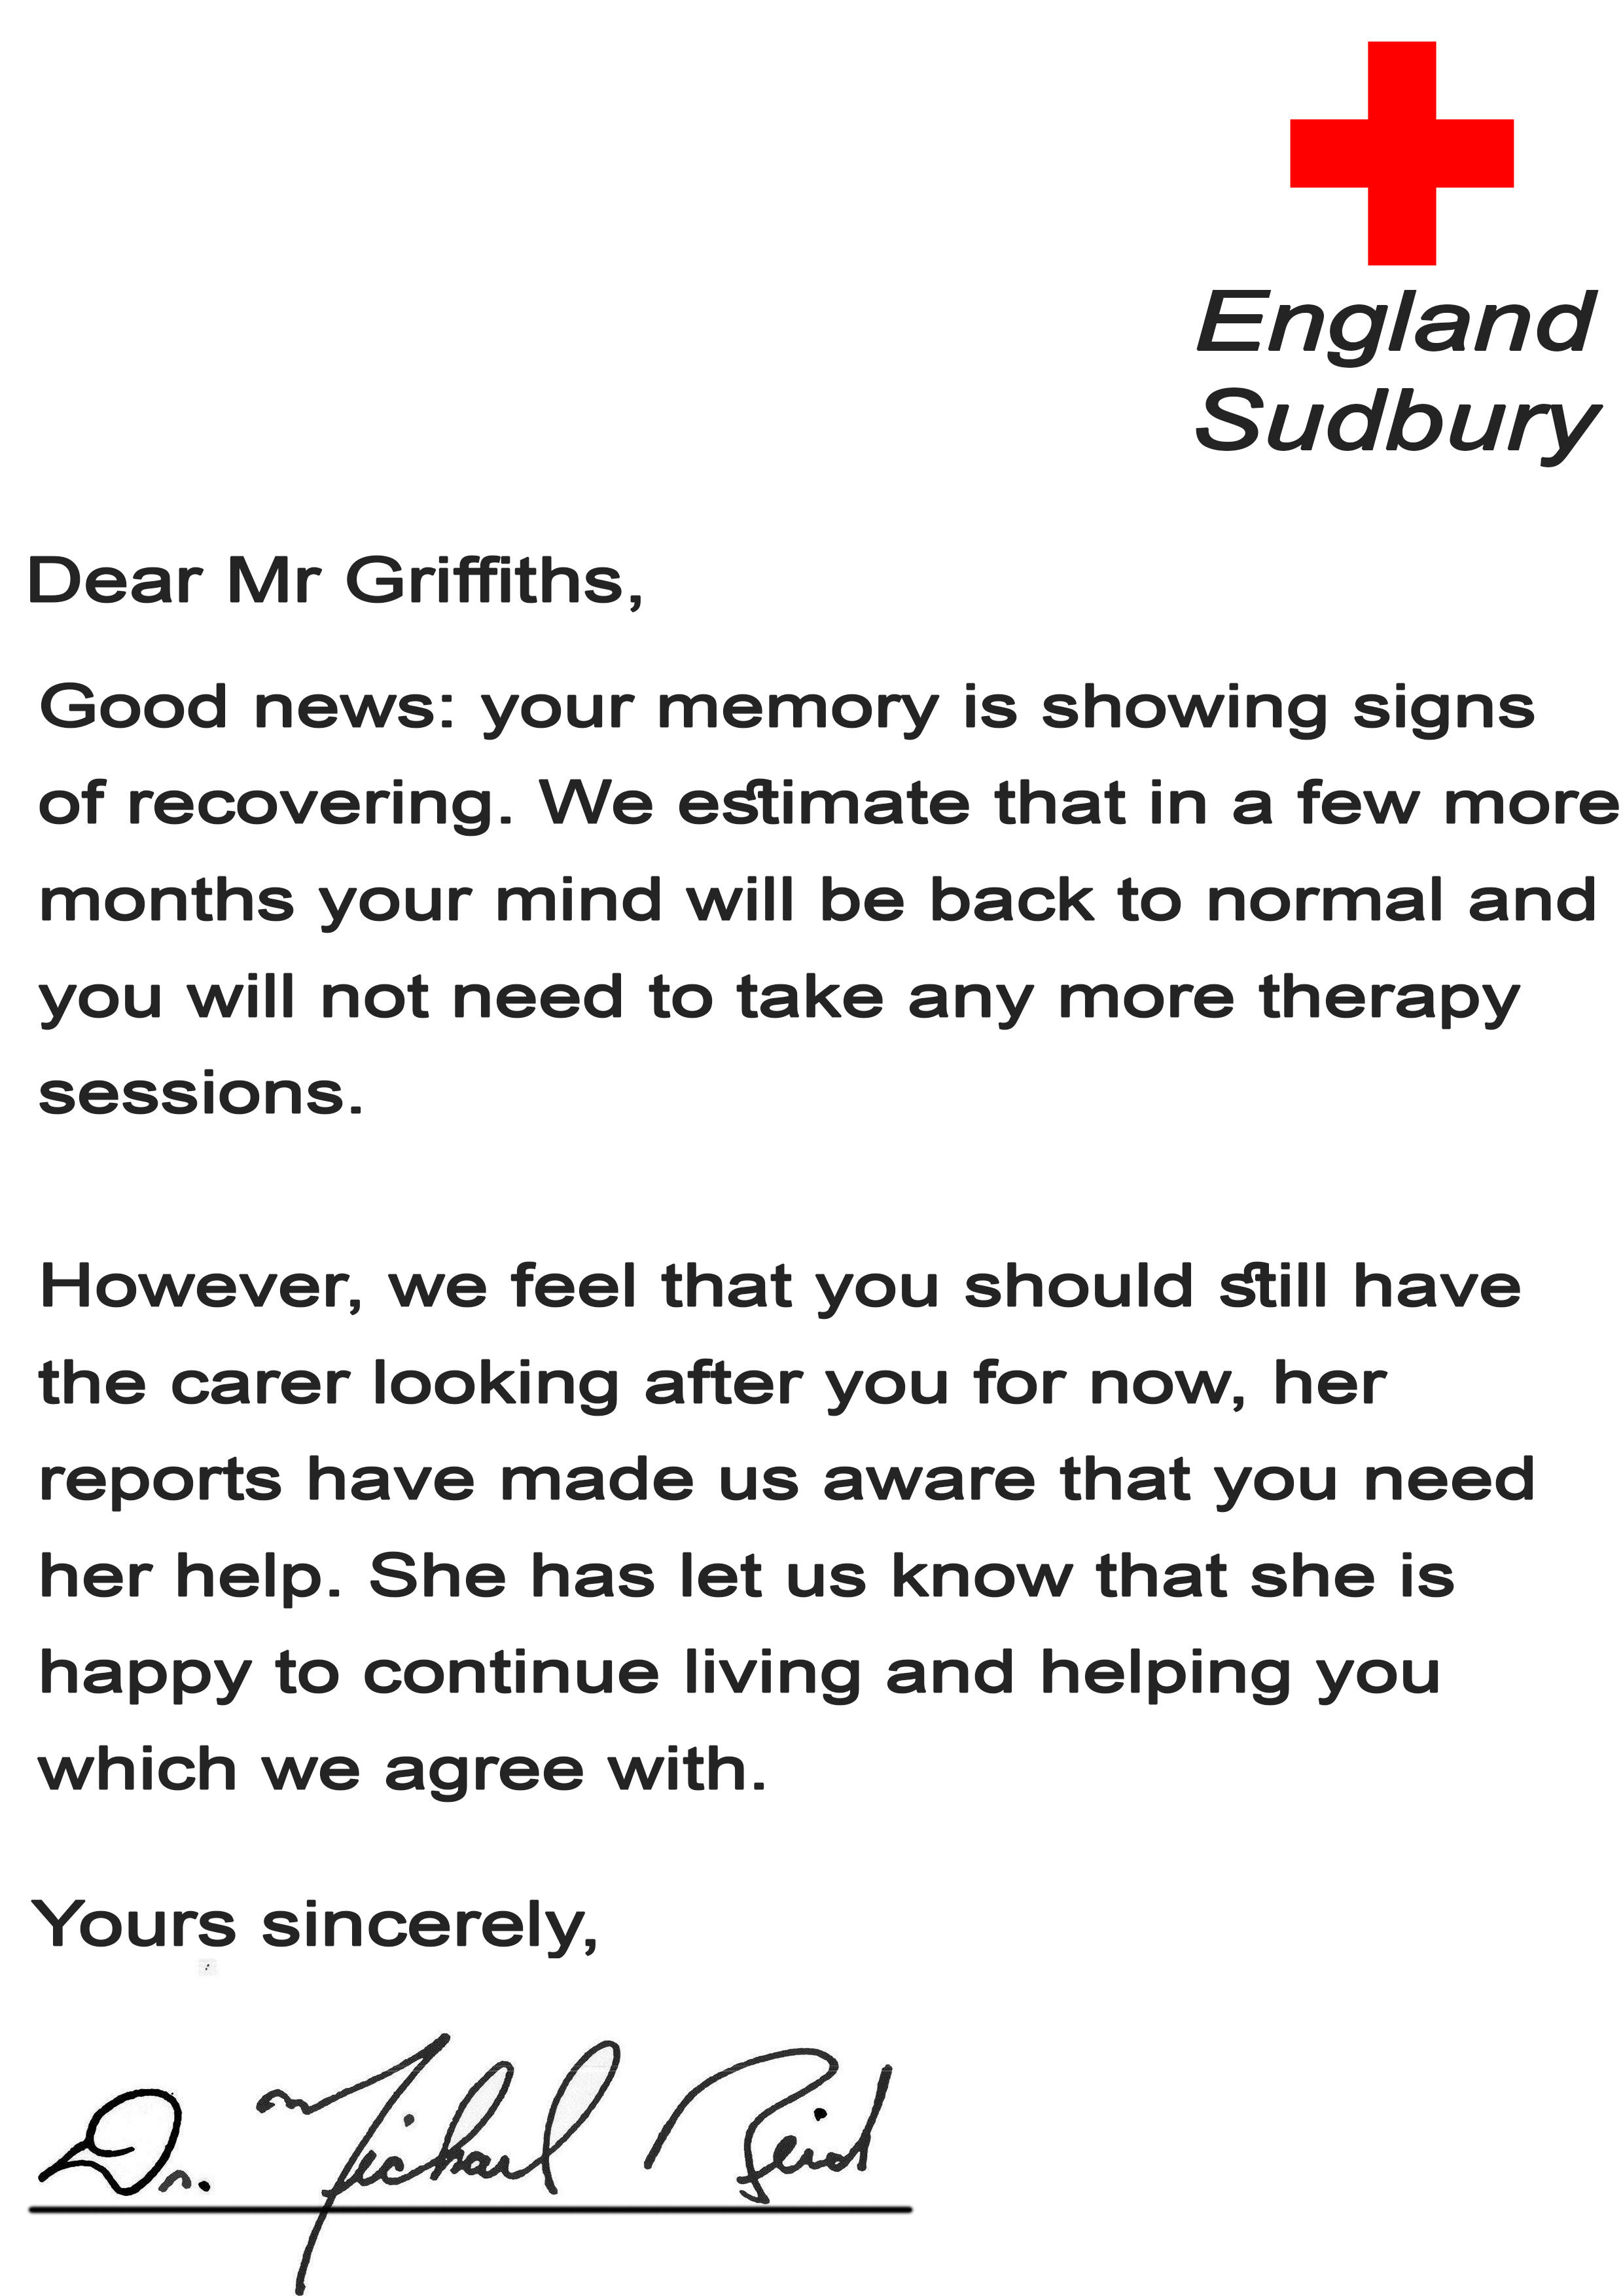 England
Sudbury
Dear Mr Griffiths,
Good news: your memory is showing signs
of recovering. We estimate that in a few more
months your mind will be back to normal and
you will not need to take any more therapy
sessions.
However, we feel that you should still have
the carer looking after you for now, her
reports have made us aware that you need
her help. She has let us know that she is
happy to continue living and helping you
which we agree with.
Yours sincerely,
Dr. Michael Reid